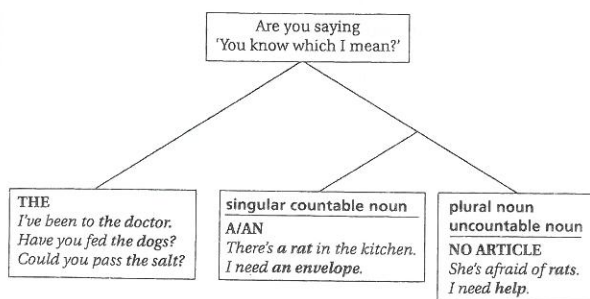 Are you saying
'You know which I mean?'
THE
I've been to the doctor.
Have you fed the dogs?
Could you pass the salt?
singular countable noun
A/AN
There's a rat in the kitchen.
I need an envelope.
plural noun
uncountable noun
NO ARTICLE
She's afraid of rats.
I need help.